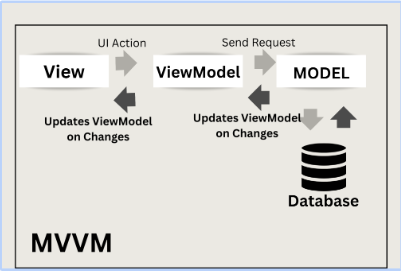 UI Action
Send Request
View
ViewModel
MODEL
Updates ViewModel
on Changes
Updates ViewModel
on Changes
Database
MVVM